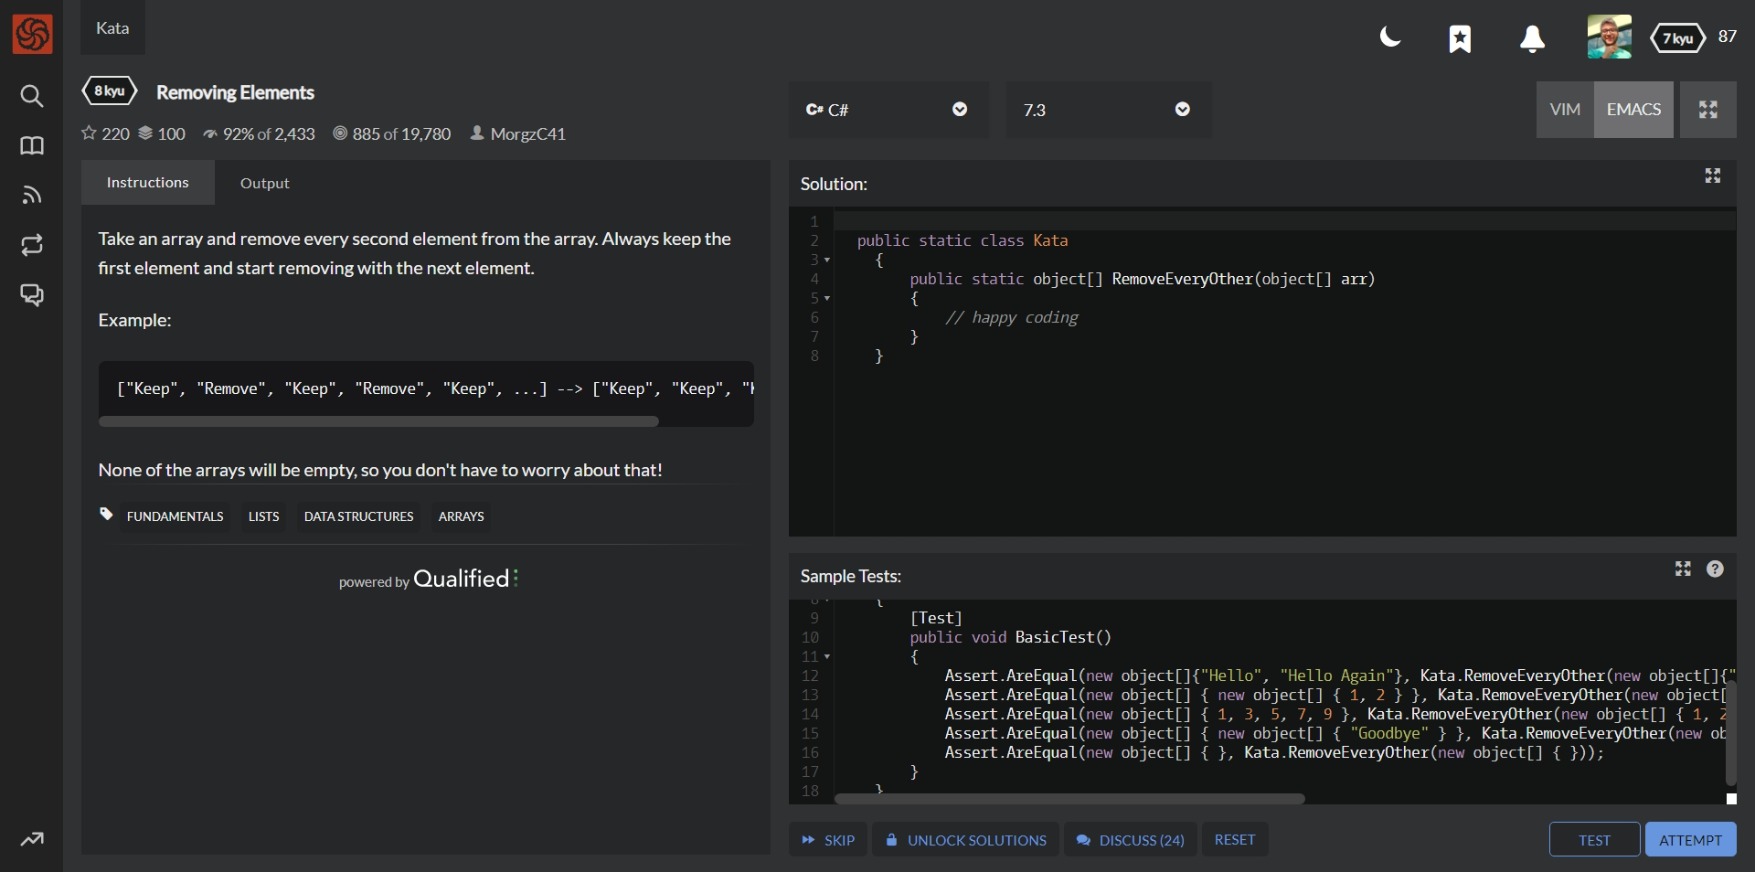 Kata
7 kyu 87
8 kyu Removing Elements
220 100 92% of 2,433 885 of 19,780 MorgzC41
C# C#
7.3
VIM EMACS
Instructions Output
Take an array and remove every second element from the array. Always keep the
first element and start removing with the next element.
Example:
["Keep", "Remove", "Keep", "Remove", "Keep", ...] --> ["Keep", "Keep", "
None of the arrays will be empty, so you don't have to worry about that!
FUNDAMENTALS LISTS DATA STRUCTURES ARRAYS
powered by Qualified
Solution:
1
2 public static class Kata
3 {
4 public static object[] RemoveEveryOther(object[] arr)
5 {
6 // happy coding
7 }
8 }
Sample Tests:
8 {
9 [Test]
10 public void BasicTest()
11 {
12 Assert.AreEqual(new object[]{"Hello", "Hello Again"}, Kata.RemoveEveryOther(new object[]{"
13 Assert.AreEqual(new object[] { new object[] { 1, 2 } }, Kata.RemoveEveryOther(new object[
14 Assert.AreEqual(new object[] { 1, 3, 5, 7, 9 }, Kata.RemoveEveryOther(new object[] { 1, 2
15 Assert.AreEqual(new object[] { new object[] { "Goodbye" } }, Kata.RemoveEveryOther(new ob
16 Assert.AreEqual(new object[] { }, Kata.RemoveEveryOther(new object[] { }));
17 }
18 }
SKIP UNLOCK SOLUTIONS DISCUSS (24) RESET
TEST ATTEMPT